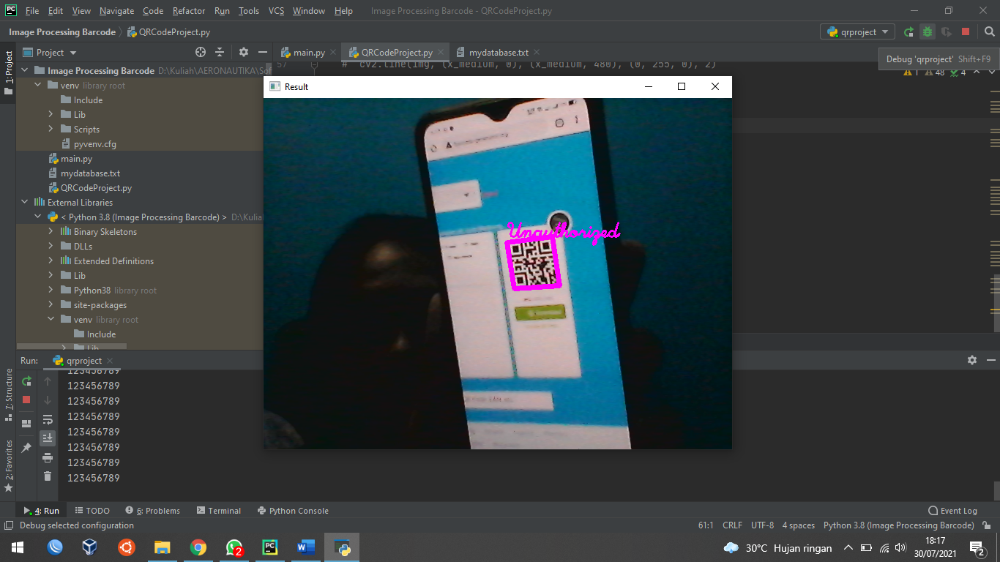 File Edit View Navigate Code Refactor Run Tools VCS Window Help Image Processing Barcode - QRCodeProject.py
Image Processing Barcode QRCodeProject.py qrproject
Project main.py QRCodeProject.py mydatabase.txt
Debug 'qrproject' Shift+F9
1: Project
57 # cv2.line(img, (x_medium, 0), (x_medium, 480), (0, 255, 0), 2)
1 48 4
Image Processing Barcode D:\Kuliah\AERONAUTIKA\Sof
venv library root
Include
Lib
Scripts
pyvenv.cfg
main.py
mydatabase.txt
QRCodeProject.py
External Libraries
< Python 3.8 (Image Processing Barcode) > D:\Kulia
Binary Skeletons
DLLs
Extended Definitions
Lib
Python38 library root
site-packages
venv library root
Include
Lib
Result
Unauthorized
Run: qrproject
123456789
123456789
123456789
123456789
123456789
123456789
123456789
123456789
7: Structure
2: Favorites
4: Run TODO 6: Problems Terminal Python Console Event Log
Debug selected configuration 61:1 CRLF UTF-8 4 spaces Python 3.8 (Image Processing Barcode)
2 30°C Hujan ringan 18:17
30/07/2021 2